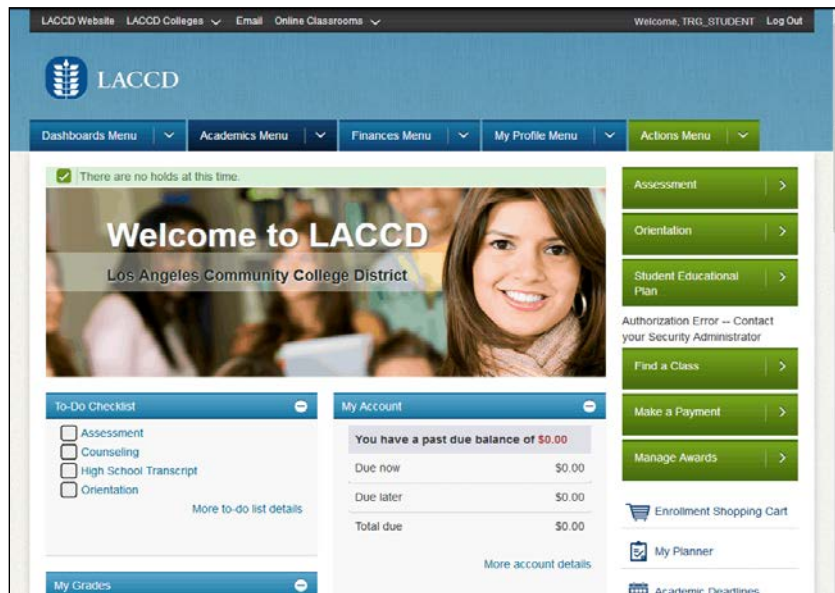 LACCD Website LACCD Colleges Email Online Classrooms Welcome, TRG_STUDENT Log Out
LACCD
Dashboards Menu Academics Menu Finances Menu My Profile Menu Actions Menu
There are no holds at this time.
Welcome to LACCD
Los Angeles Community College District
Assessment
Orientation
Student Educational
Plan
Authorization Error -- Contact
your Security Administrator
Find a Class
Make a Payment
Manage Awards
To-Do Checklist
Assessment
Counseling
High School Transcript
Orientation
More to-do list details
My Account
You have a past due balance of $0.00
Due now $0.00
Due later $0.00
Total due $0.00
More account details
Enrollment Shopping Cart
My Planner
Academic Deadlines
My Grades